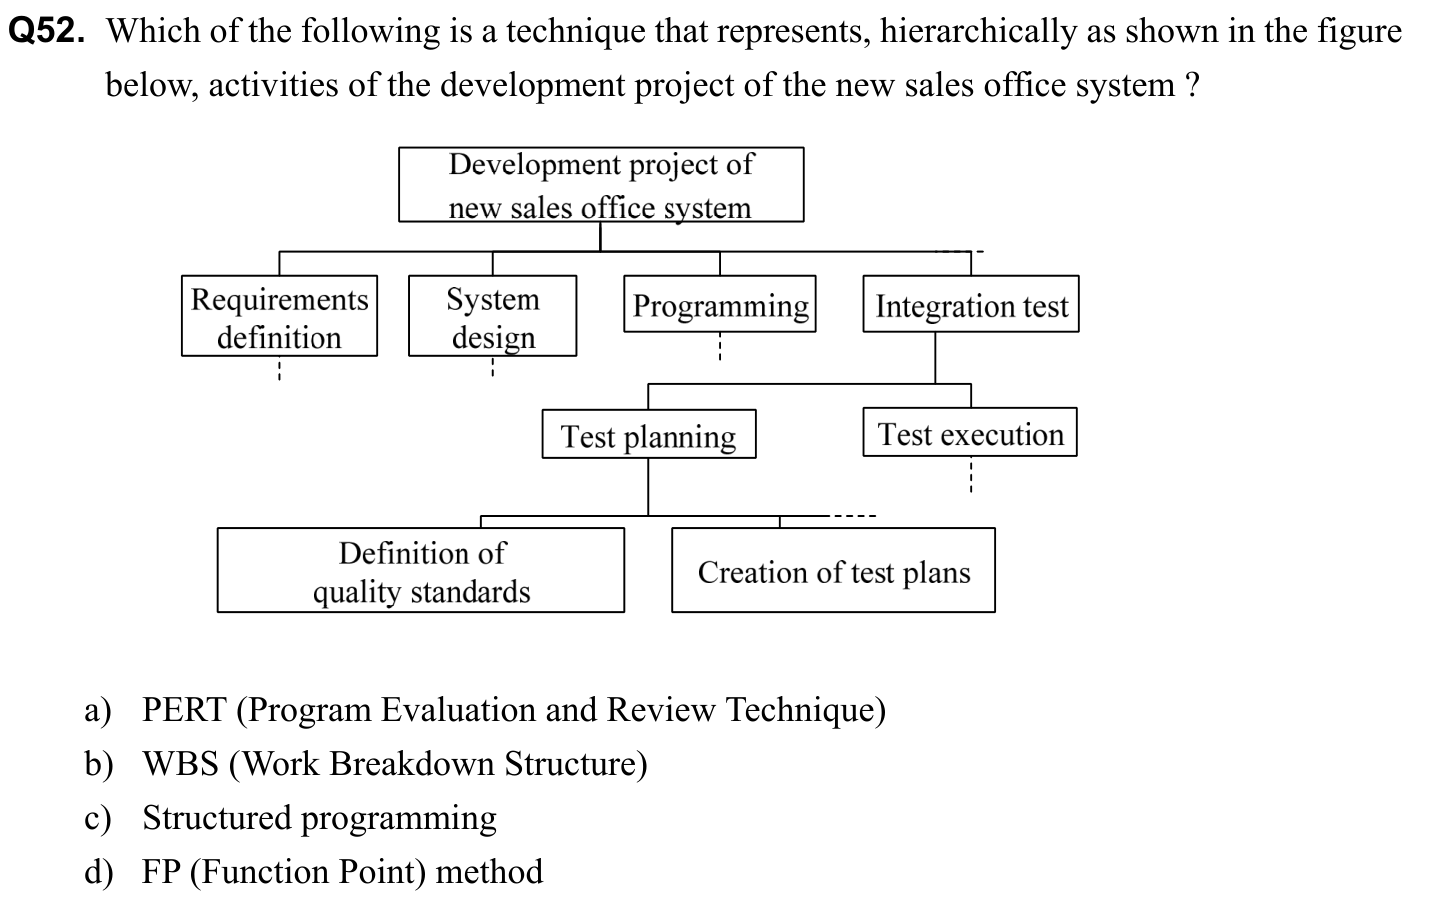 Q52. Which of the following is a technique that represents, hierarchically as shown in the figure
below, activities of the development project of the new sales office system ?
Development project of
new sales office system
Requirements
definition
System
design
Programming
Integration test
Test planning
Test execution
Definition of
quality standards
Creation of test plans
a) PERT (Program Evaluation and Review Technique)
b) WBS (Work Breakdown Structure)
c) Structured programming
d) FP (Function Point) method